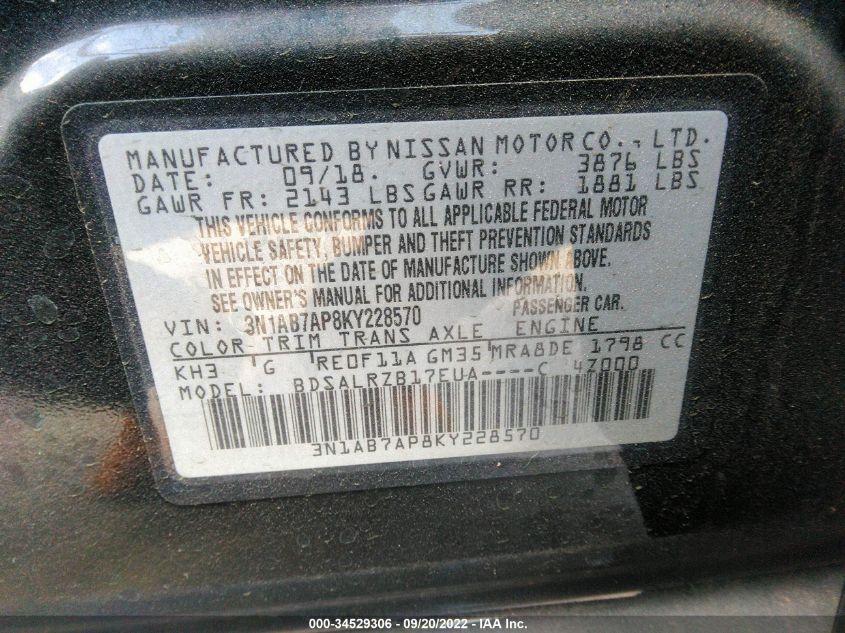 MANUFACTURED BY NISSAN MOTOR CO., LTD.
DATE: 09/18. GVWR: 3876 LBS
GAWR FR: 2143 LBS GAWR RR: 1881 LBS
THIS VEHICLE CONFORMS TO ALL APPLICABLE FEDERAL MOTOR
VEHICLE SAFETY, BUMPER AND THEFT PREVENTION STANDARDS
IN EFFECT ON THE DATE OF MANUFACTURE SHOWN ABOVE.
SEE OWNER'S MANUAL FOR ADDITIONAL INFORMATION.
VIN: 3N1AB7AP8KY228570 PASSENGER CAR.
COLOR TRIM TRANS AXLE ENGINE
KH3 G RE0F11A GM35 MRA8DE 1798 CC
MODEL: BDSALRZB17EUA----C 4Z000
3N1AB7AP8KY228570
000-34529306 - 09/20/2022 - IAA Inc.